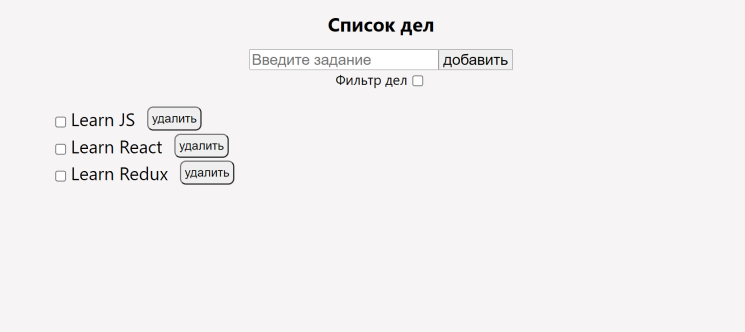 Список дел
Введите задание добавить
Фильтр дел
Learn JS удалить
Learn React удалить
Learn Redux удалить